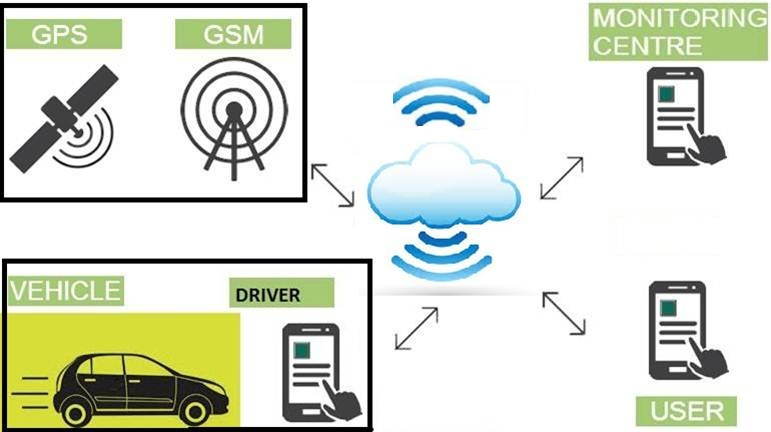 GPS
GSM
MONITORING
CENTRE
VEHICLE
DRIVER
USER